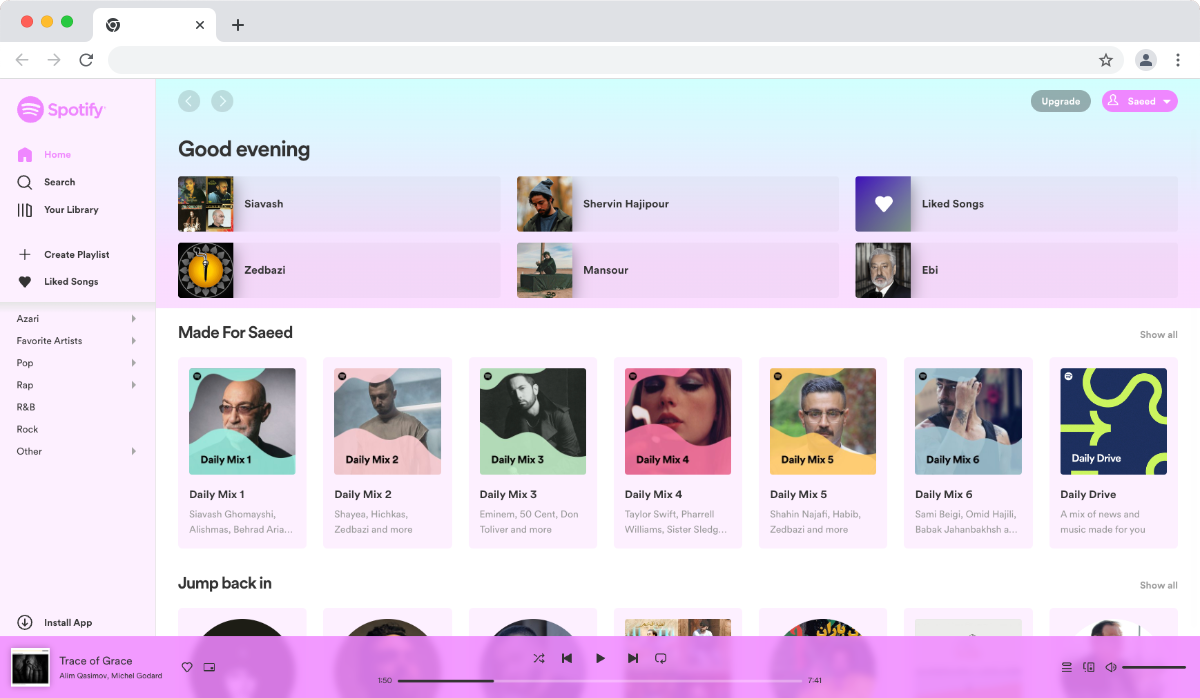 Spotify
Home
Search
Your Library
Create Playlist
Liked Songs
Azari
Favorite Artists
Pop
Rap
R&B
Rock
Other
Install App
Upgrade
Saeed
Good evening
Siavash
Shervin Hajipour
Liked Songs
Zedbazi
Mansour
Ebi
Made For Saeed
Show all
Daily Mix 1
Daily Mix 1
Siavash Ghomayshi,
Alishmas, Behrad Aria...
Daily Mix 2
Daily Mix 2
Shayea, Hichkas,
Zedbazi and more
Daily Mix 3
Daily Mix 3
Eminem, 50 Cent, Don
Toliver and more
Daily Mix 4
Daily Mix 4
Taylor Swift, Pharrell
Williams, Sister Sledg...
Daily Mix 5
Daily Mix 5
Shahin Najafi, Habib,
Zedbazi and more
Daily Mix 6
Daily Mix 6
Sami Beigi, Omid Hajili,
Babak Jahanbakhsh a...
Daily Drive
Daily Drive
A mix of news and
music made for you
Jump back in
Show all
Trace of Grace
Alim Qasimov, Michel Godard
1:50
7:41